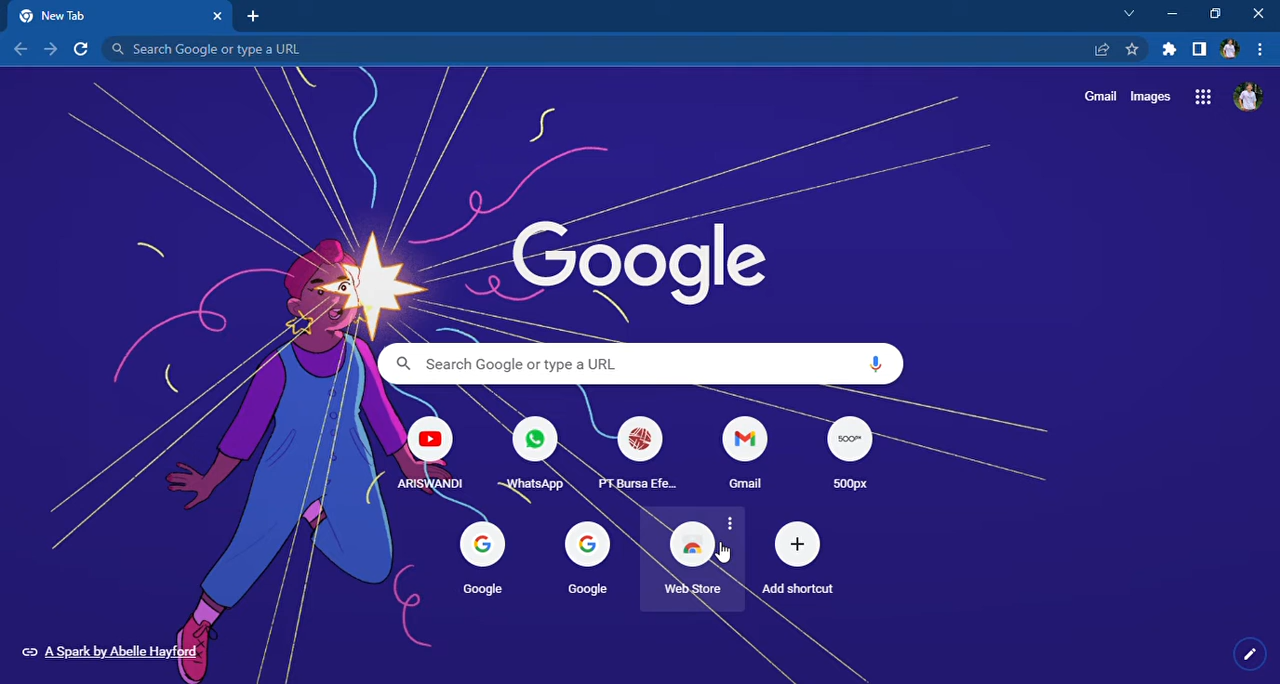 New Tab
Search Google or type a URL
Gmail Images
Google
Search Google or type a URL
ARISWANDI WhatsApp PT Bursa Efe... Gmail 500px
500px
Google Google Web Store Add shortcut
A Spark by Abelle Hayford